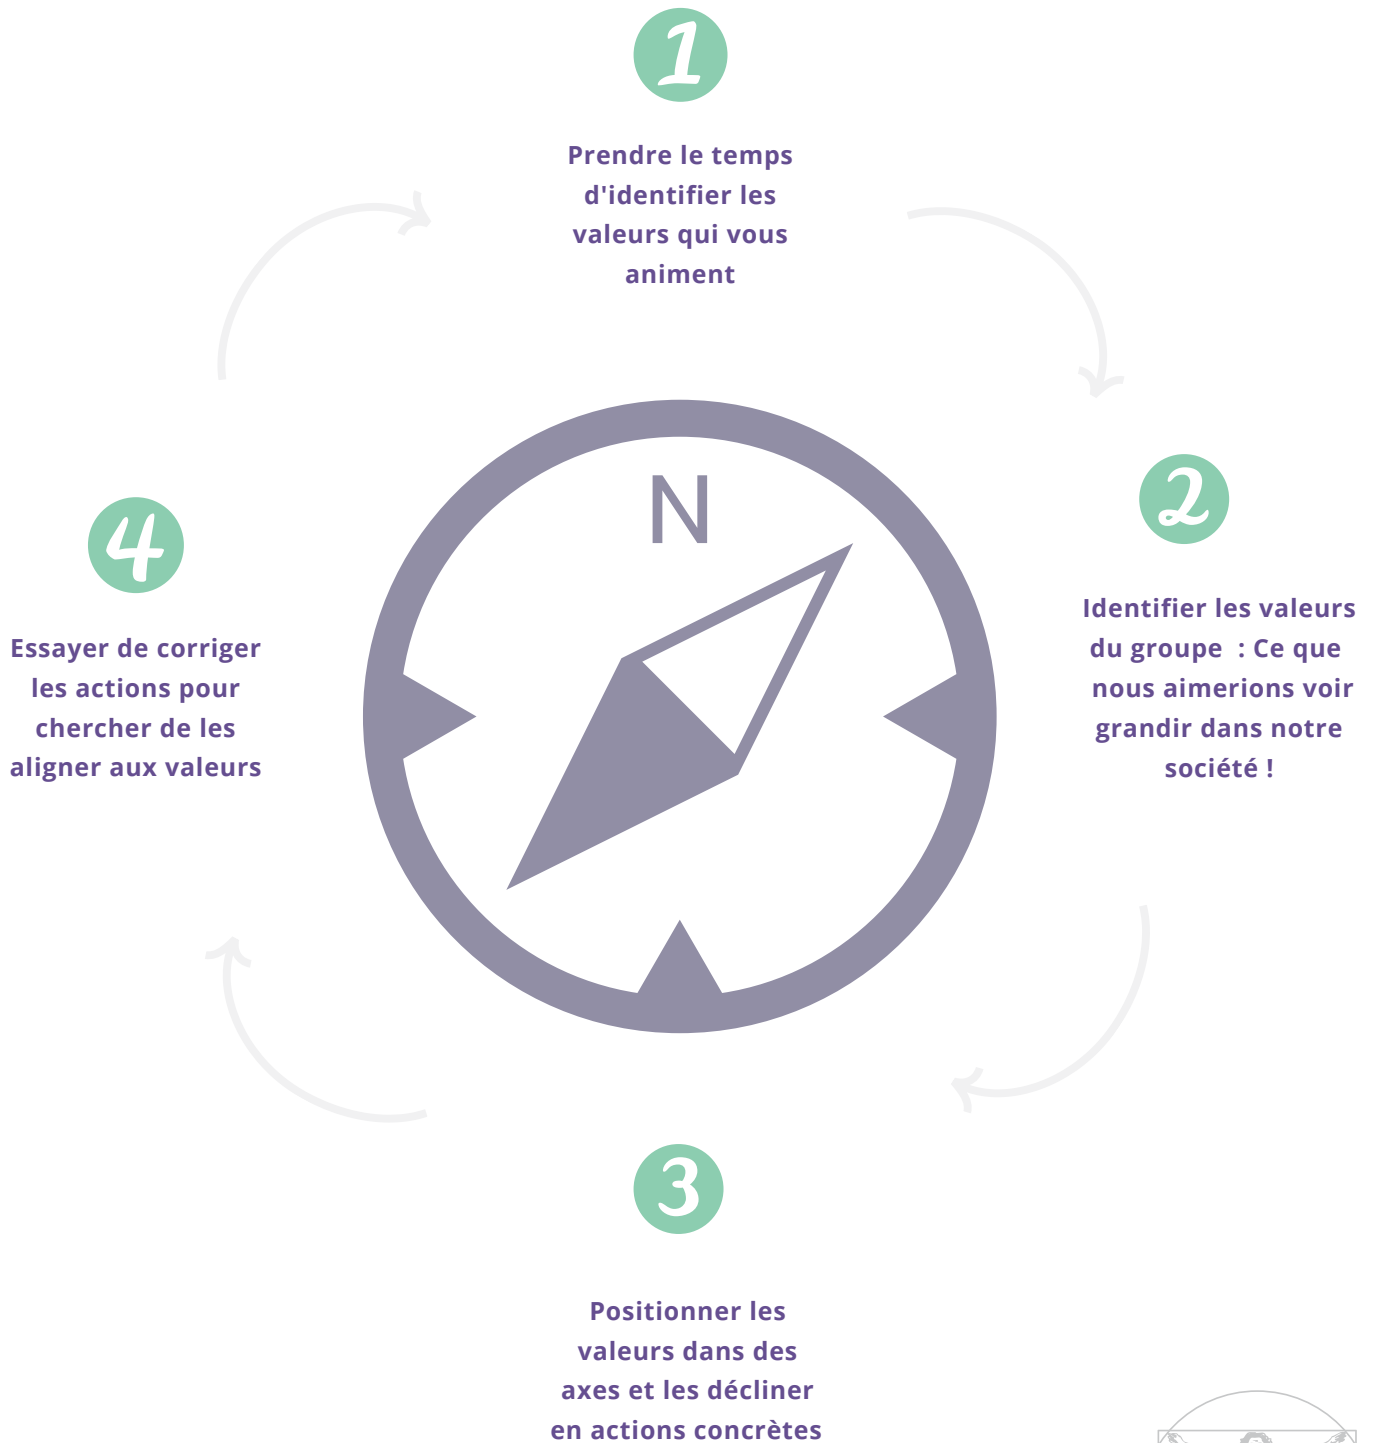 1
Prendre le temps
d'identifier les
valeurs qui vous
animent
N
2
Identifier les valeurs
du groupe  : Ce que
nous aimerions voir
grandir dans notre
société !
3
Positionner les
valeurs dans des
axes et les décliner
en actions concrètes
4
Essayer de corriger
les actions pour
chercher de les
aligner aux valeurs